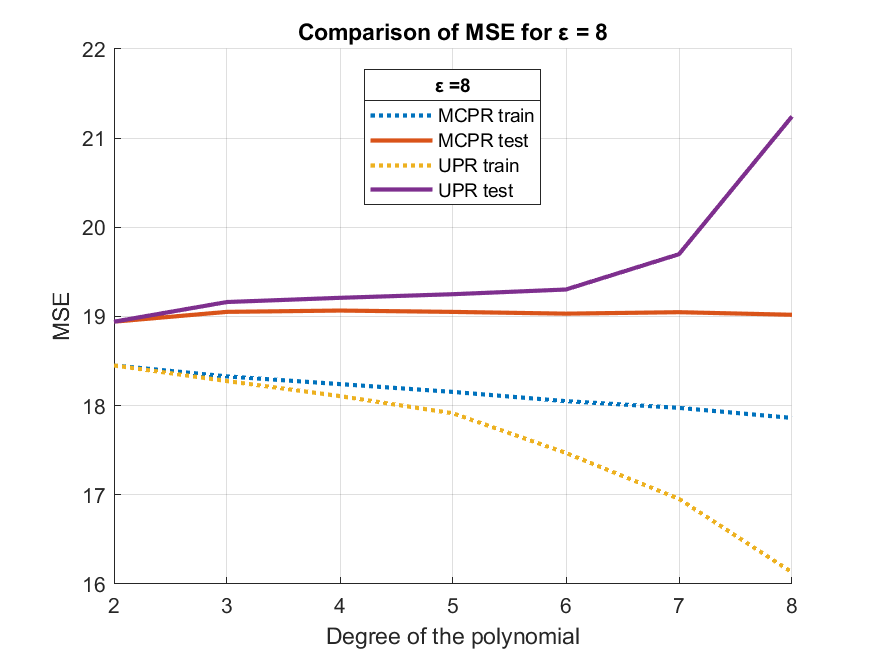 Comparison of MSE for ε = 8
22
21
20
19
18
17
16
MSE
ε =8
MCPR train
MCPR test
UPR train
UPR test
2 3 4 5 6 7 8
Degree of the polynomial